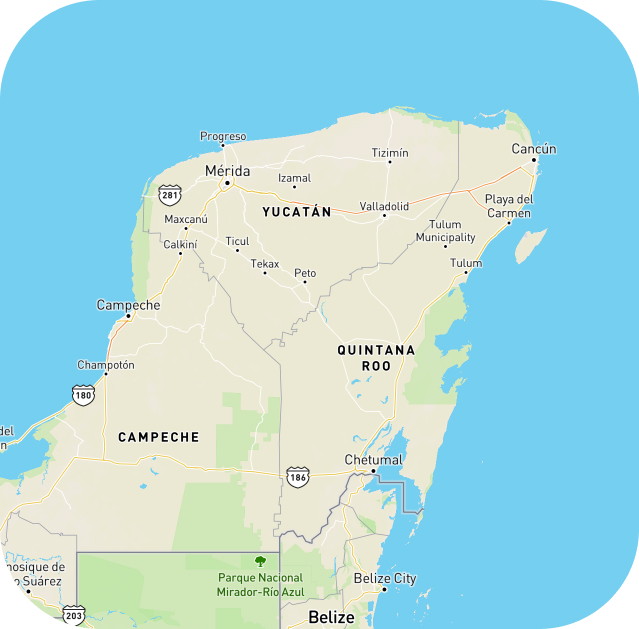 Progreso
Cancún
Tizimín
Mérida
Izamal
281
Playa del
Carmen
Valladolid
YUCATÁN
Maxcanú
Tulum
Municipality
Calkiní
Ticul
Tekax
Peto
Tulum
Campeche
QUINTANA
ROO
Champotón
180
del
n
CAMPECHE
Chetumal
186
nosique de
o Suárez
Parque Nacional
Mirador-Río Azul
Belize City
203
Belize